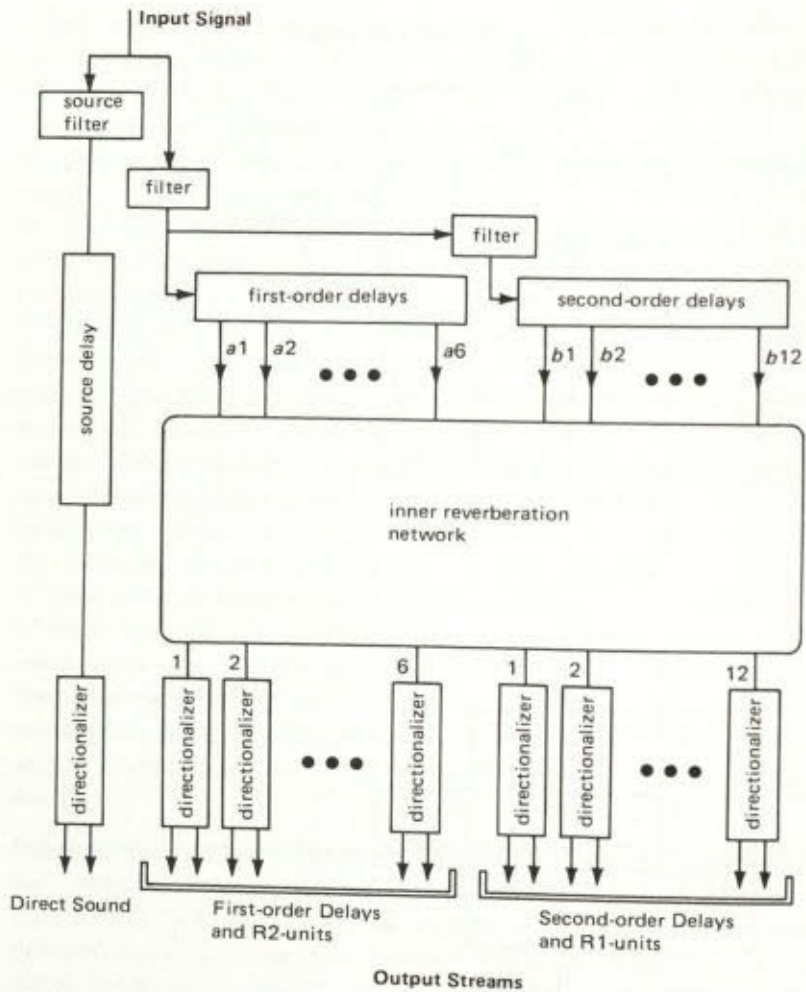 Input Signal
source
filter
filter
filter
first-order delays
second-order delays
source delay
a1
a2
a6
b1
b2
b12
inner reverberation
network
1
2
6
1
2
12
directionalizer
directionalizer
directionalizer
directionalizer
directionalizer
directionalizer
directionalizer
Direct Sound
First-order Delays
and R2-units
Second-order Delays
and R1-units
Output Streams